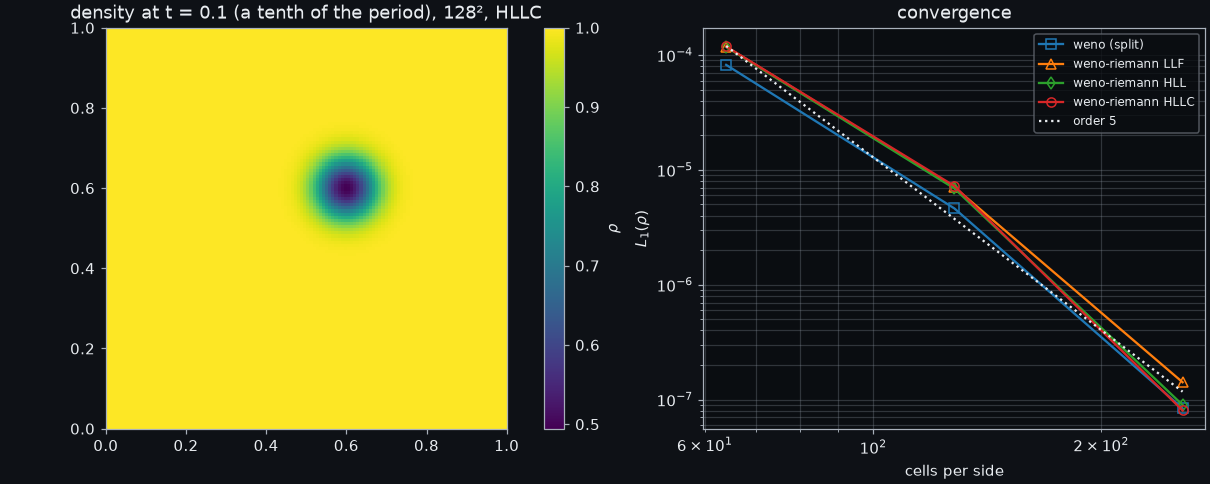 density at t = 0.1 (a tenth of the period), 128², HLLC
1.0
0.8
0.6
0.4
0.2
0.0
0.0 0.2 0.4 0.6 0.8 1.0
1.0
0.9
0.8
0.7
0.6
0.5
ρ
convergence
L₁(ρ)
10⁻⁴
10⁻⁵
10⁻⁶
10⁻⁷
6 × 10¹ 10² 2 × 10²
cells per side
weno (split)
weno-riemann LLF
weno-riemann HLL
weno-riemann HLLC
order 5